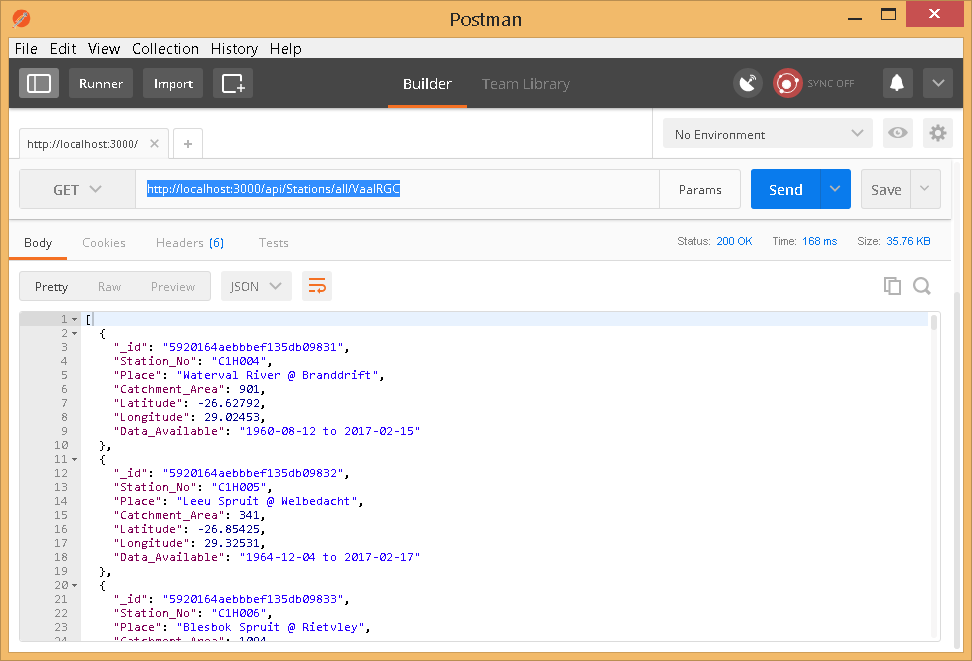 Postman
File Edit View Collection History Help
Runner Import Builder Team Library SYNC OFF
http://localhost:3000/ × + No Environment
GET http://localhost:3000/api/Stations/all/VaalRGC Params Send Save
Body Cookies Headers (6) Tests Status: 200 OK Time: 168 ms Size: 35.76 KB
Pretty Raw Preview JSON
1 [
2 {
3 "_id": "5920164aebbbef135db09831",
4 "Station_No": "C1H004",
5 "Place": "Waterval River @ Branddrift",
6 "Catchment_Area": 901,
7 "Latitude": -26.62792,
8 "Longitude": 29.02453,
9 "Data_Available": "1960-08-12 to 2017-02-15"
10 },
11 {
12 "_id": "5920164aebbbef135db09832",
13 "Station_No": "C1H005",
14 "Place": "Leeu Spruit @ Welbedacht",
15 "Catchment_Area": 341,
16 "Latitude": -26.85425,
17 "Longitude": 29.32531,
18 "Data_Available": "1964-12-04 to 2017-02-17"
19 },
20 {
21 "_id": "5920164aebbbef135db09833",
22 "Station_No": "C1H006",
23 "Place": "Blesbok Spruit @ Rietvley",
24 "Catchment_Area": 1094,